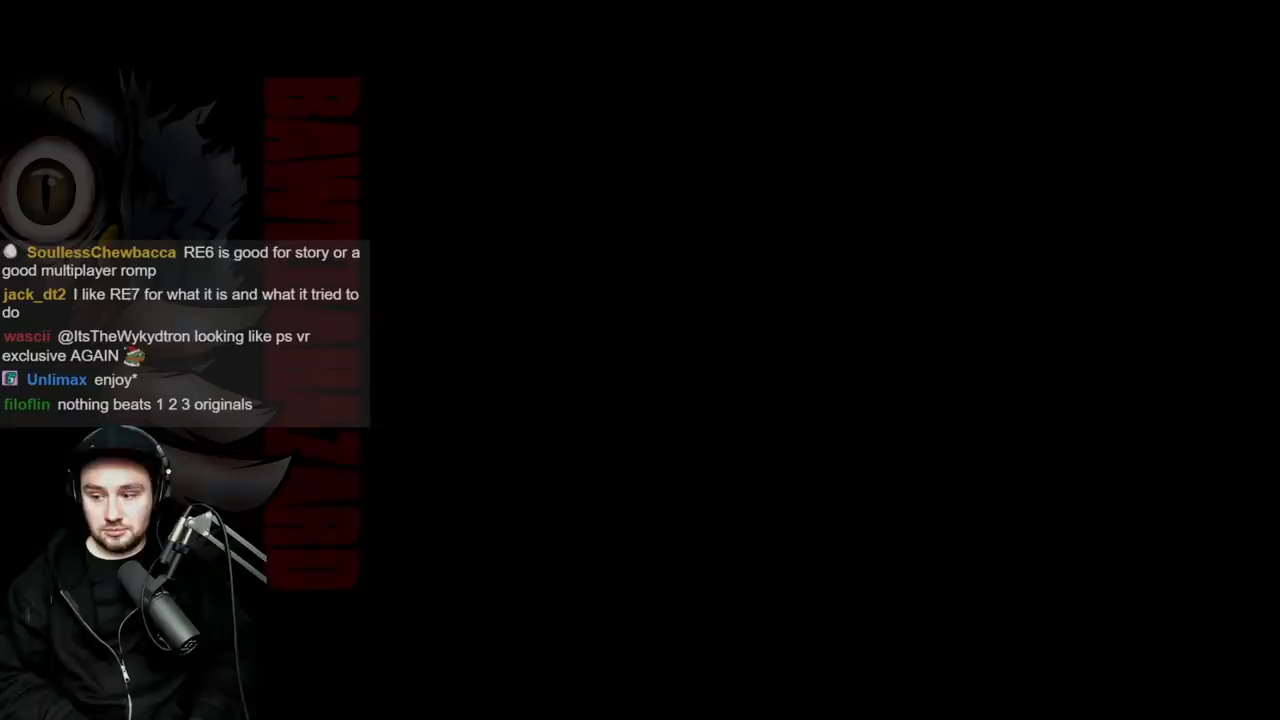 SoullessChewbacca RE6 is good for story or a
good multiplayer romp
jack_dt2 I like RE7 for what it is and what it tried to
do
wascii @ItsTheWykydtron looking like ps vr
exclusive AGAIN
Unlimax enjoy*
filoflin nothing beats 1 2 3 originals